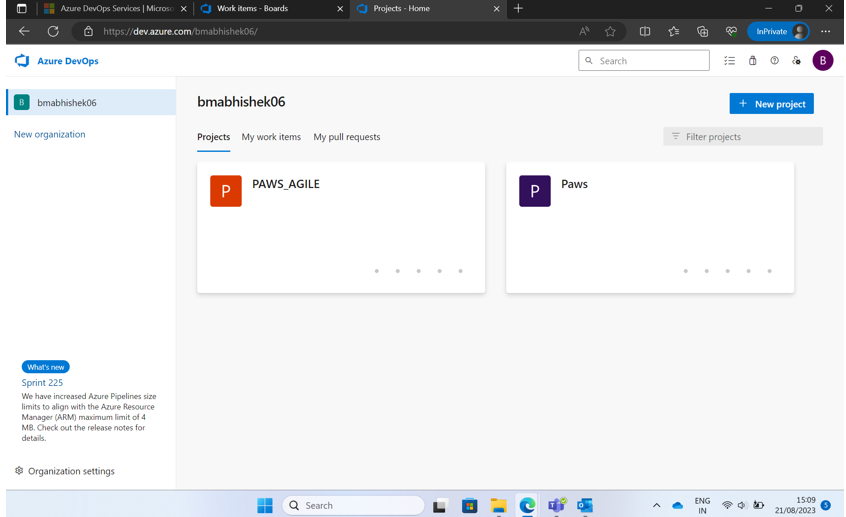 Azure DevOps Services | Microso
Work items - Boards
Projects - Home
https://dev.azure.com/bmabhishek06/
InPrivate
Azure DevOps
Search
B
B
bmabhishek06
New organization
bmabhishek06
New project
Projects
My work items
My pull requests
Filter projects
P
PAWS_AGILE
P
Paws
What's new
Sprint 225
We have increased Azure Pipelines size
limits to align with the Azure Resource
Manager (ARM) maximum limit of 4
MB. Check out the release notes for
details.
Organization settings
Search
ENG
IN
15:09
21/08/2023